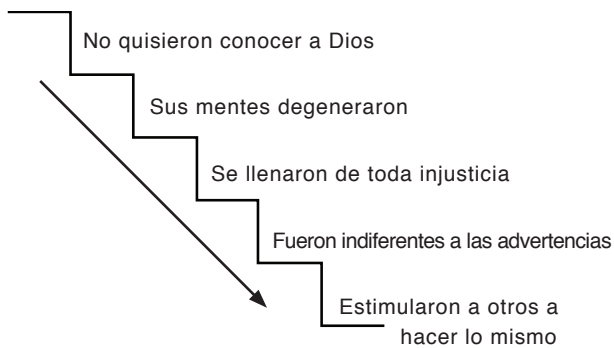 No quisieron conocer a Dios
Sus mentes degeneraron
Se llenaron de toda injusticia
Fueron indiferentes a las advertencias
Estimularon a otros a
hacer lo mismo